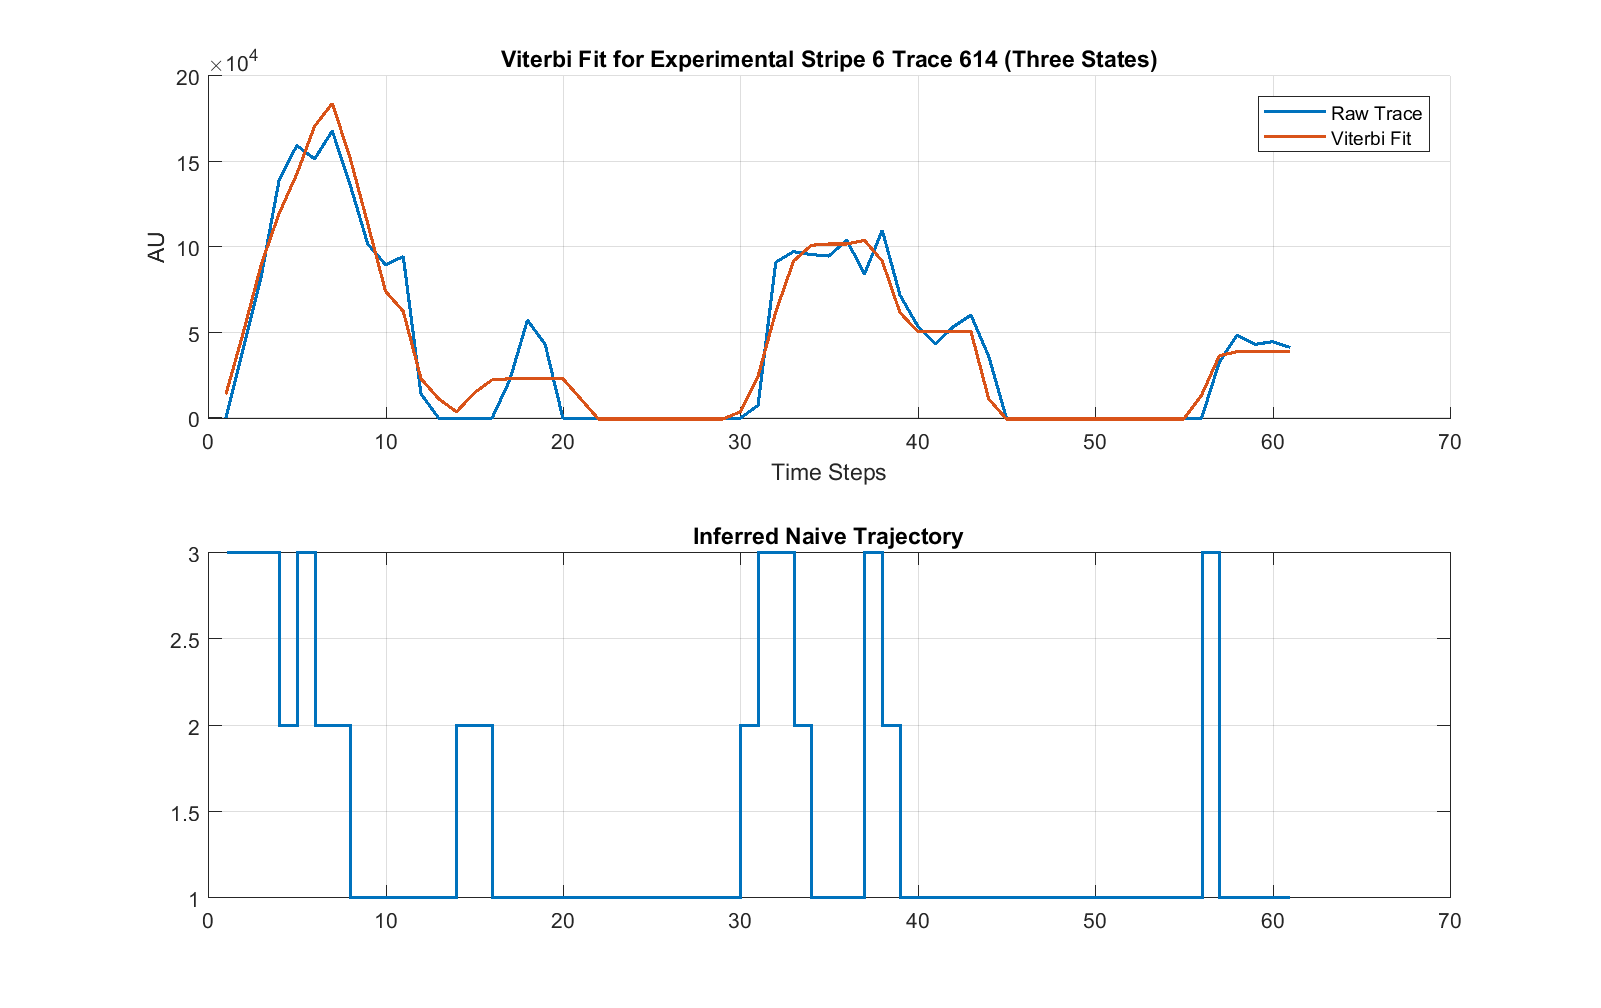 Viterbi Fit for Experimental Stripe 6 Trace 614 (Three States)
×10^4
20
15
10
5
0
AU
Raw Trace
Viterbi Fit
0 10 20 30 40 50 60 70
Time Steps
Inferred Naive Trajectory
3
2.5
2
1.5
1
0 10 20 30 40 50 60 70